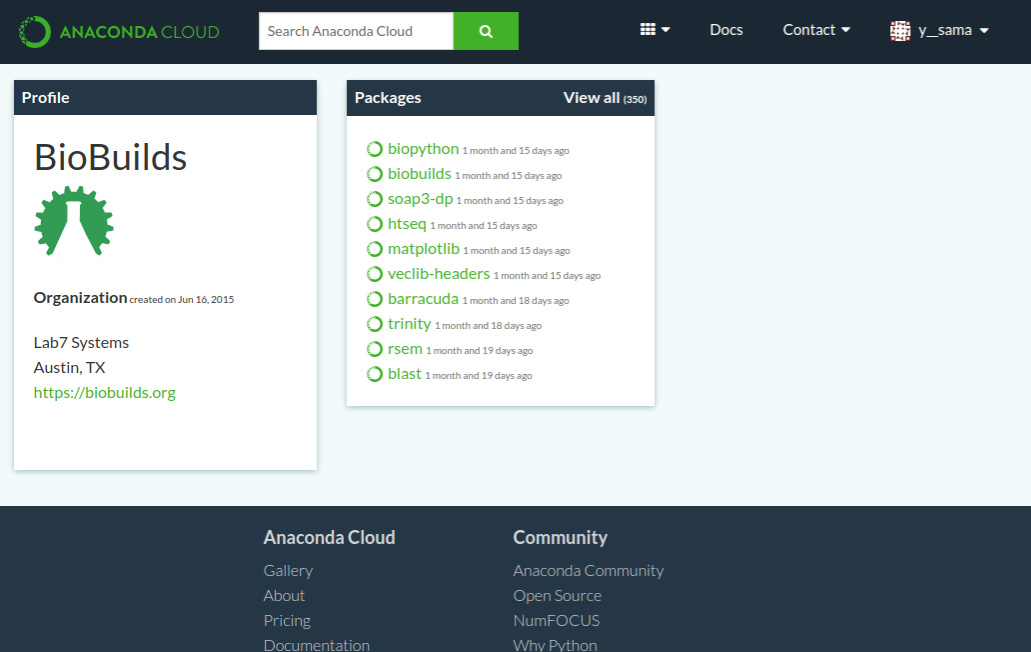 ANACONDA CLOUD
Search Anaconda Cloud
Docs
Contact
y__sama
Profile
BioBuilds
Organization created on Jun 16, 2015
Lab7 Systems
Austin, TX
https://biobuilds.org
Packages
View all (350)
biopython 1 month and 15 days ago
biobuilds 1 month and 15 days ago
soap3-dp 1 month and 15 days ago
htseq 1 month and 15 days ago
matplotlib 1 month and 15 days ago
veclib-headers 1 month and 15 days ago
barracuda 1 month and 18 days ago
trinity 1 month and 18 days ago
rsem 1 month and 19 days ago
blast 1 month and 19 days ago
Anaconda Cloud
Gallery
About
Pricing
Documentation
Community
Anaconda Community
Open Source
NumFOCUS
Why Python